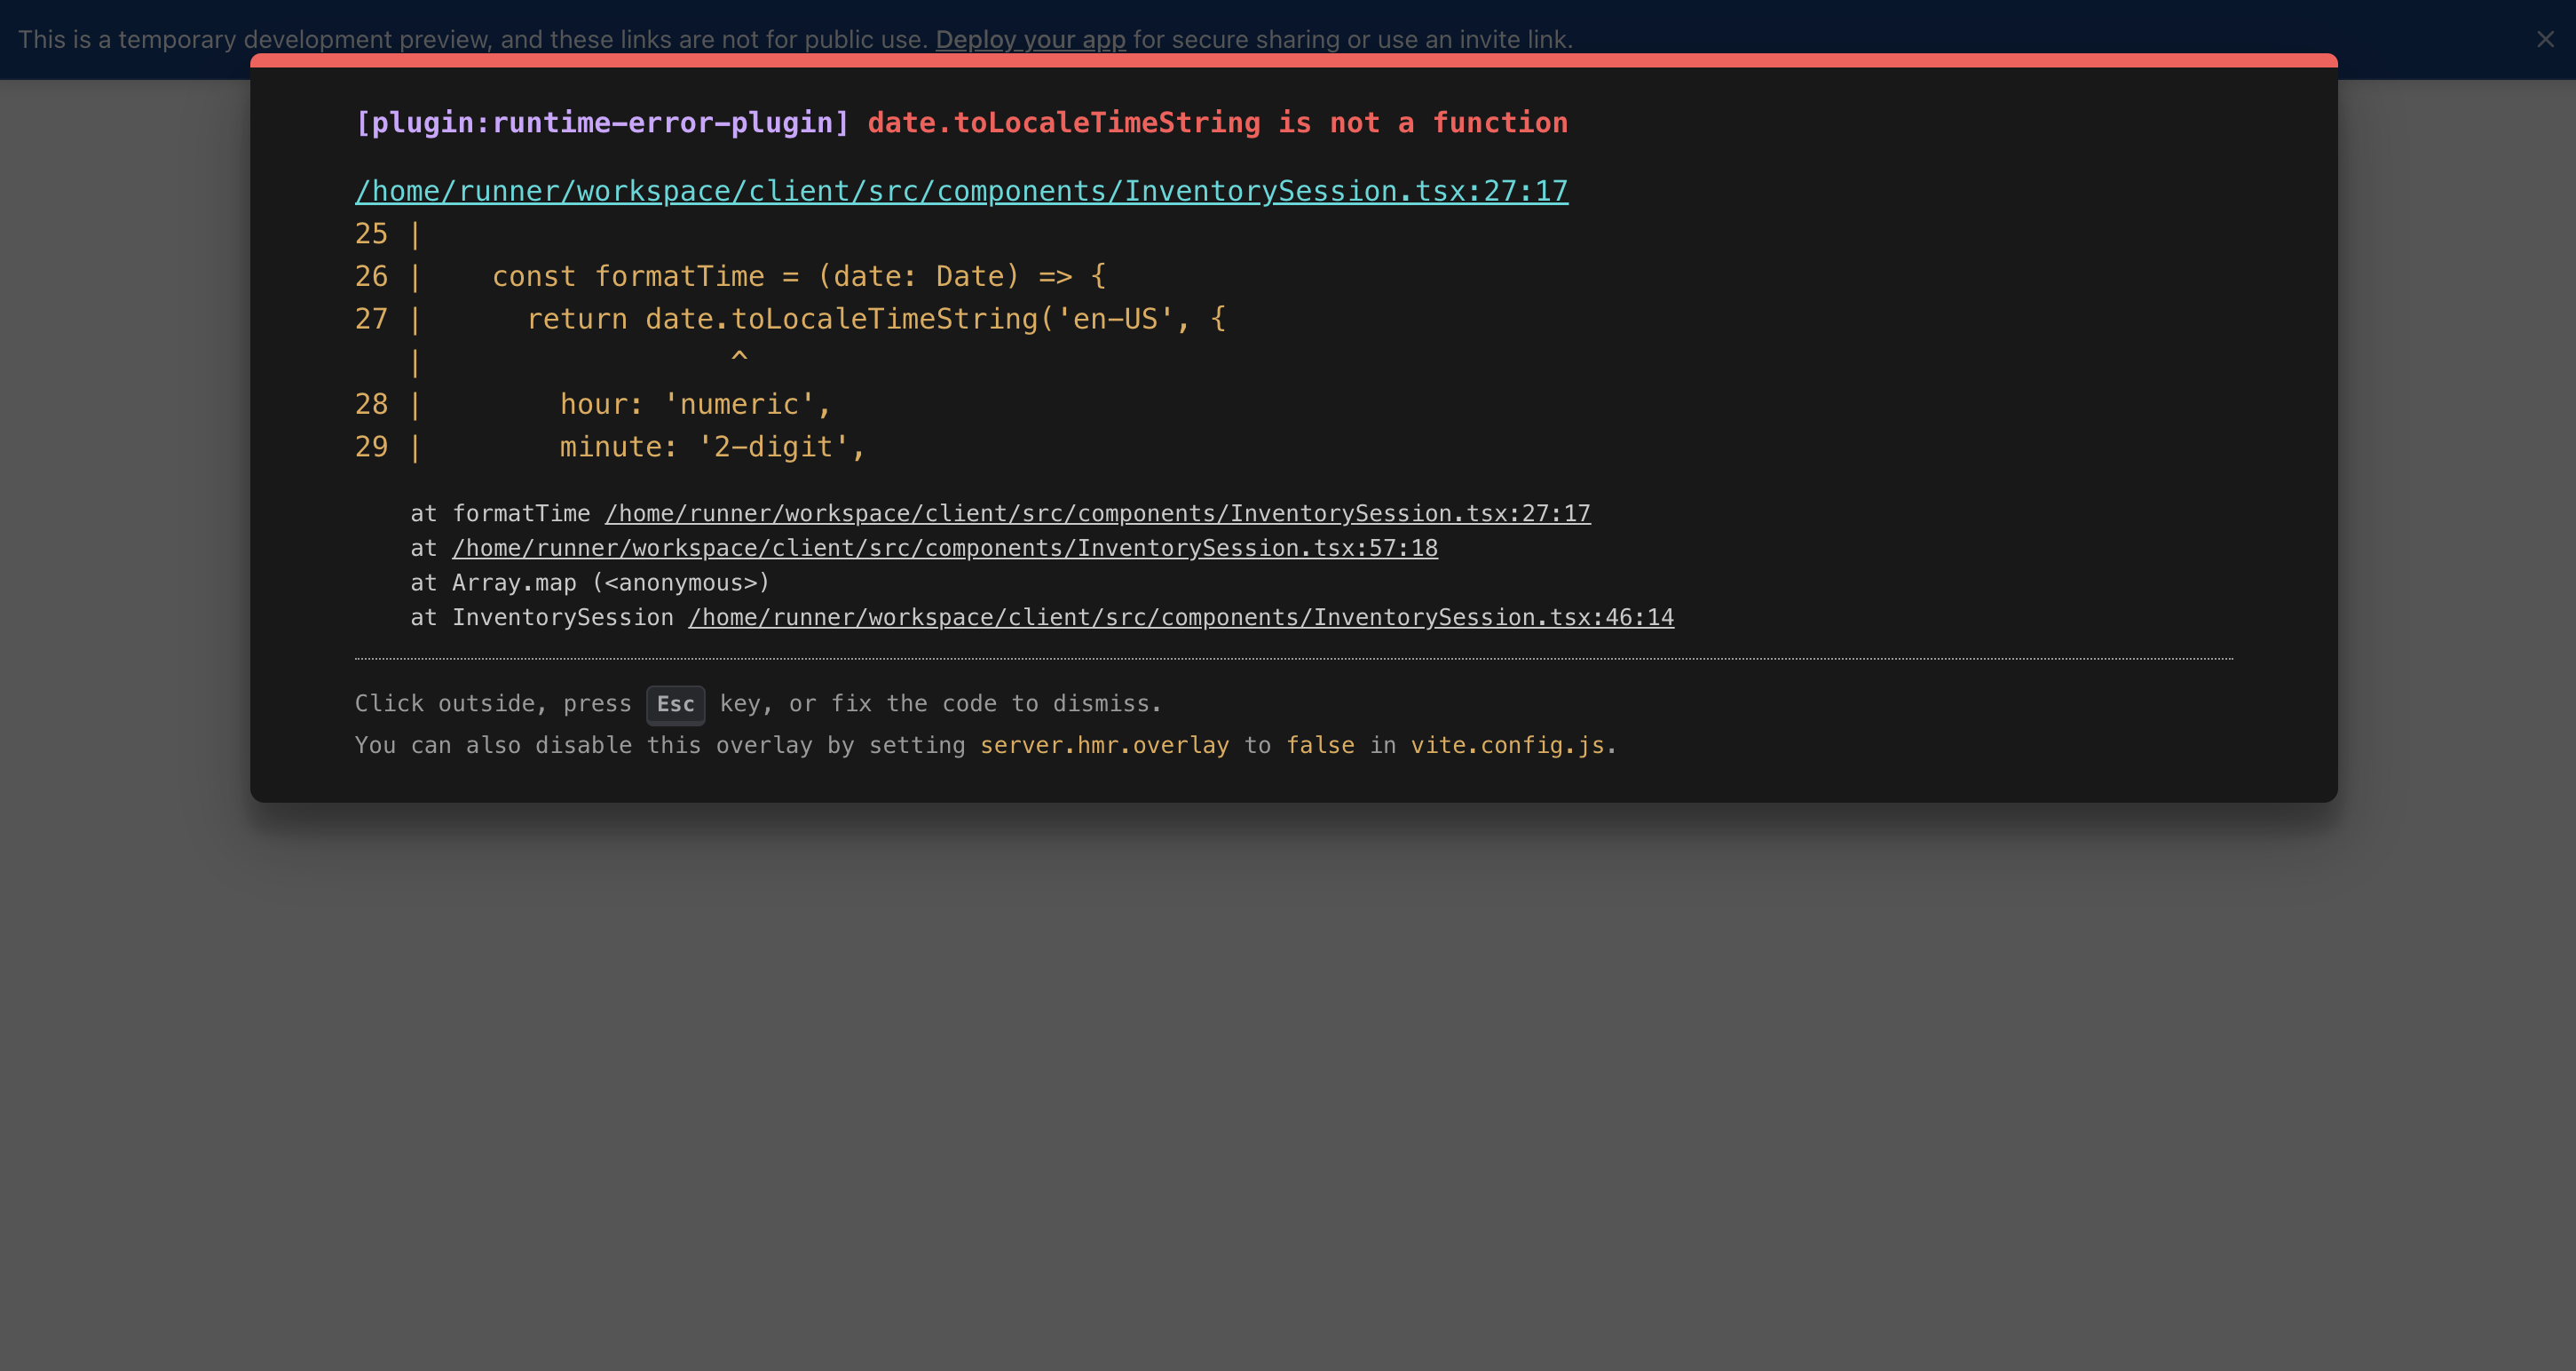 This is a temporary development preview, and these links are not for public use. Deploy your app for secure sharing or use an invite link.
[plugin:runtime-error-plugin] date.toLocaleTimeString is not a function
/home/runner/workspace/client/src/components/InventorySession.tsx:27:17
25 |
26 |    const formatTime = (date: Date) => {
27 |      return date.toLocaleTimeString('en-US', {
   |                  ^
28 |        hour: 'numeric',
29 |        minute: '2-digit',
at formatTime /home/runner/workspace/client/src/components/InventorySession.tsx:27:17
at /home/runner/workspace/client/src/components/InventorySession.tsx:57:18
at Array.map (<anonymous>)
at InventorySession /home/runner/workspace/client/src/components/InventorySession.tsx:46:14
Click outside, press Esc key, or fix the code to dismiss.
You can also disable this overlay by setting server.hmr.overlay to false in vite.config.js.